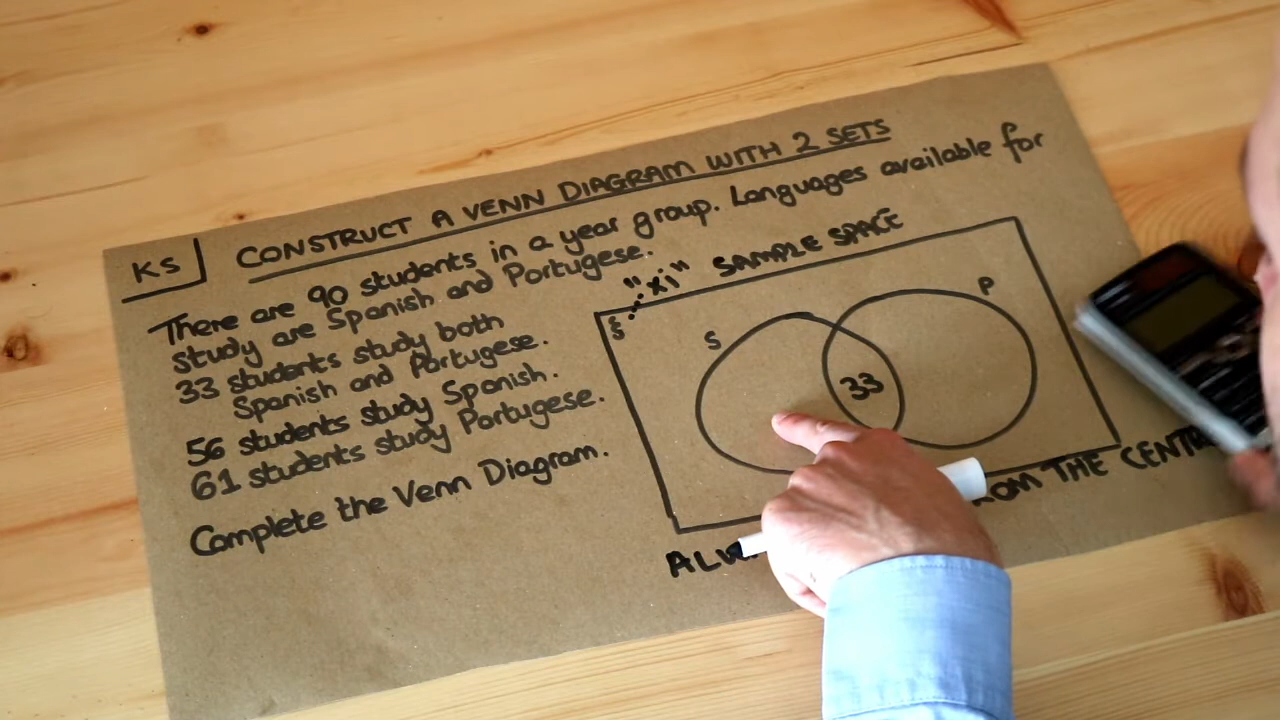 KS
CONSTRUCT A VENN DIAGRAM WITH 2 SETS
There are 90 students in a year group. Languages available for
study are Spanish and Portugese.
33 students study both
Spanish and Portugese.
56 students study Spanish.
61 students study Portugese.
Complete the Venn Diagram.
"xi" SAMPLE SPACE
ξ
S
P
33
THE